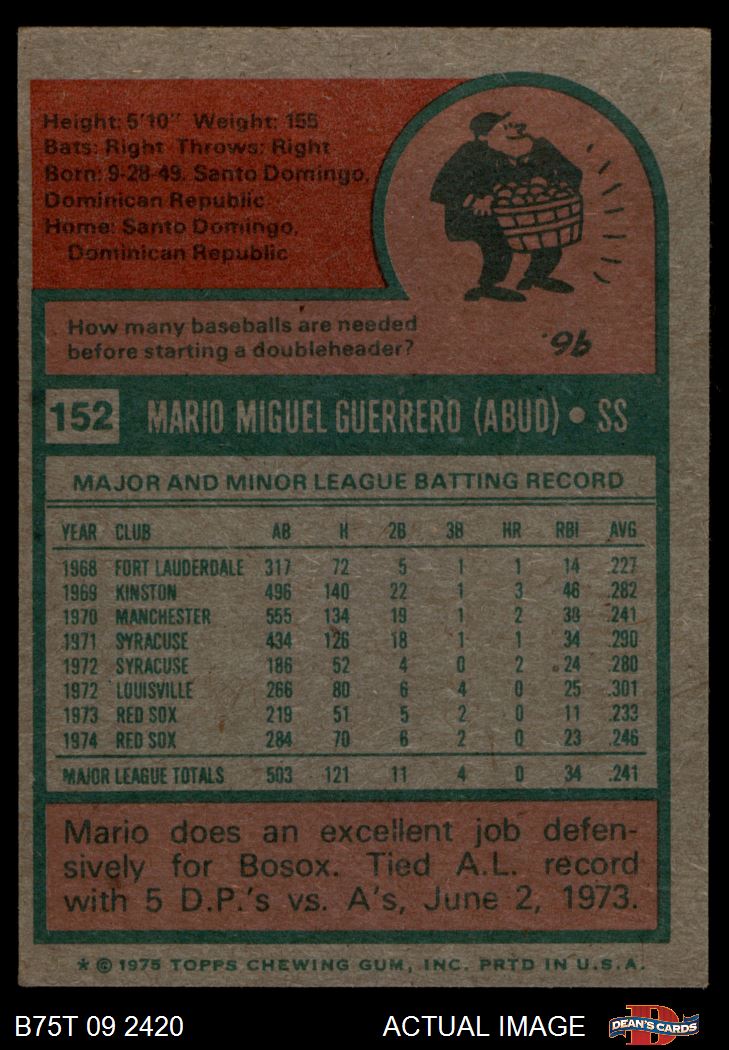 Height: 5'10" Weight: 155
Bats: Right Throws: Right
Born: 9-28-49, Santo Domingo,
Dominican Republic
Home: Santo Domingo,
Dominican Republic
How many baseballs are needed
before starting a doubleheader?
96.
152 MARIO MIGUEL GUERRERO (ABUD) • SS
MAJOR AND MINOR LEAGUE BATTING RECORD
YEAR CLUB AB H 2B 3B HR RBI AVG
1968 FORT LAUDERDALE 317 72 5 1 1 14 .227
1969 KINSTON 496 140 22 1 3 46 .282
1970 MANCHESTER 555 134 19 1 2 38 .241
1971 SYRACUSE 434 126 18 1 1 34 .290
1972 SYRACUSE 186 52 4 0 2 24 .280
1972 LOUISVILLE 266 80 6 4 0 25 .301
1973 RED SOX 219 51 5 2 0 11 .233
1974 RED SOX 284 70 6 2 0 23 .246
MAJOR LEAGUE TOTALS 503 121 11 4 0 34 .241
Mario does an excellent job defen-
sively for Bosox. Tied A.L. record
with 5 D.P.'s vs. A's, June 2, 1973.
* © 1975 TOPPS CHEWING GUM, INC. PRTD IN U.S.A.
B75T 09 2420 ACTUAL IMAGE DEAN'S CARDS